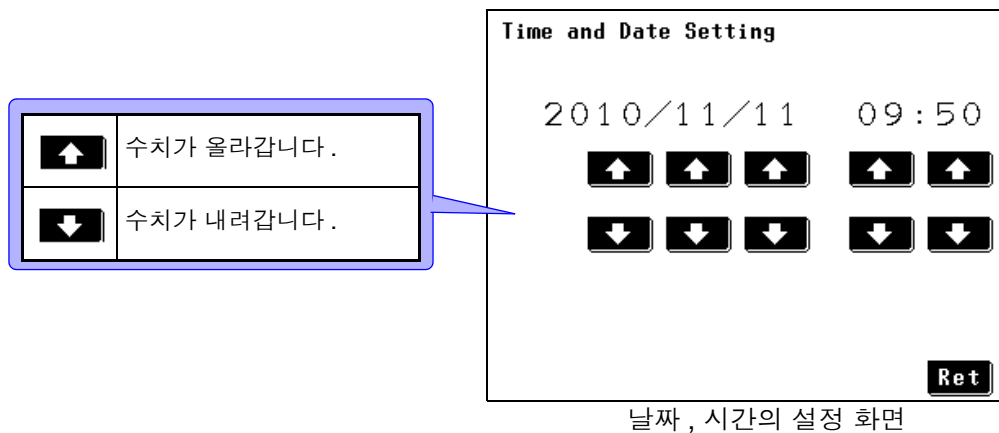 Time and Date Setting
2010/11/11 09:50
수치가 올라갑니다 .
수치가 내려갑니다 .
Ret
날짜 , 시간의 설정 화면